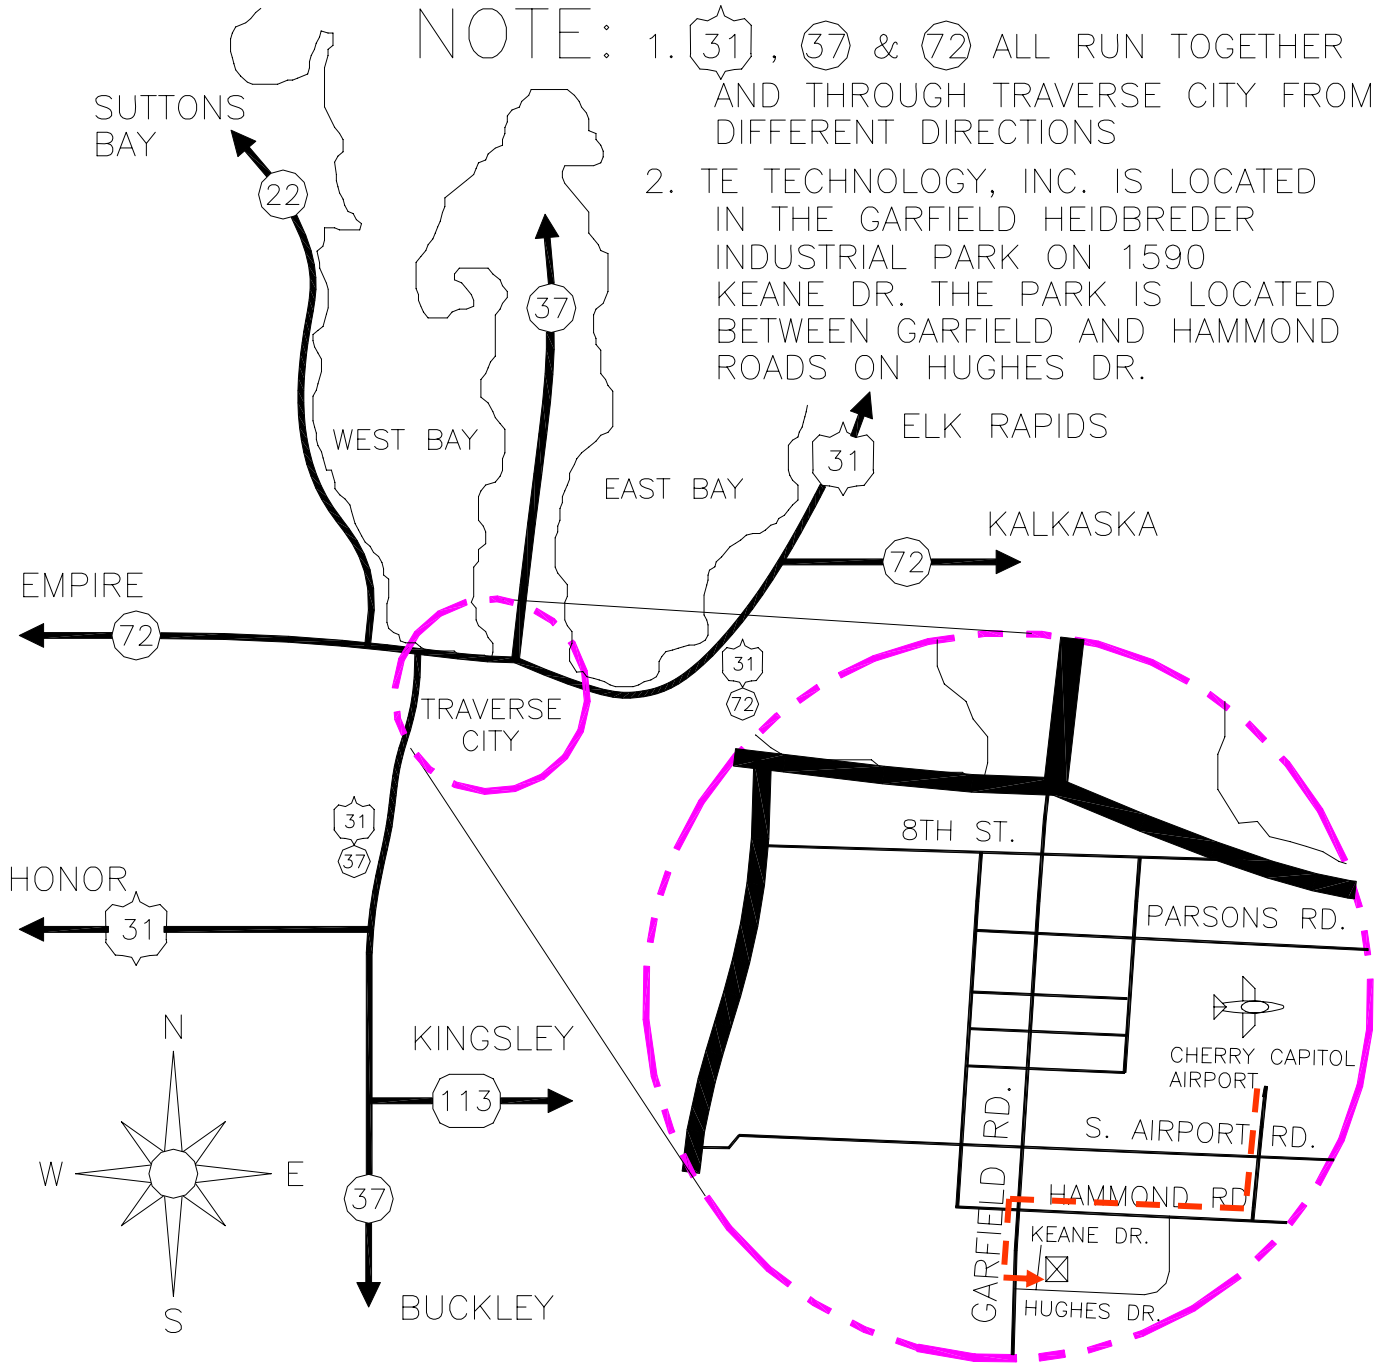 NOTE: 1. 31 , 37 & 72 ALL RUN TOGETHER
AND THROUGH TRAVERSE CITY FROM
DIFFERENT DIRECTIONS
2. TE TECHNOLOGY, INC. IS LOCATED
IN THE GARFIELD HEIDBREDER
INDUSTRIAL PARK ON 1590
KEANE DR. THE PARK IS LOCATED
BETWEEN GARFIELD AND HAMMOND
ROADS ON HUGHES DR.
SUTTONS
BAY
22
37
WEST BAY
EAST BAY
31
ELK RAPIDS
KALKASKA
72
EMPIRE
72
31
72
TRAVERSE
CITY
31
37
HONOR
31
KINGSLEY
113
37
BUCKLEY
N
W
E
S
8TH ST.
PARSONS RD.
CHERRY CAPITOL
AIRPORT
GARFIELD RD.
S. AIRPORT RD.
HAMMOND RD
KEANE DR.
HUGHES DR.